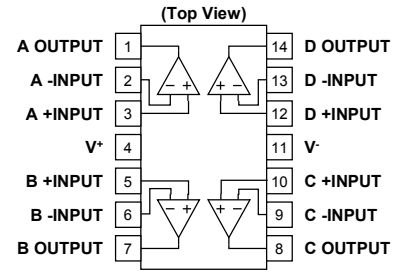 (Top View)
A OUTPUT 1 14 D OUTPUT
A -INPUT 2 - + + - 13 D -INPUT
A +INPUT 3 12 D +INPUT
V+ 4 11 V-
B +INPUT 5 10 C +INPUT
B -INPUT 6 - + + - 9 C -INPUT
B OUTPUT 7 8 C OUTPUT